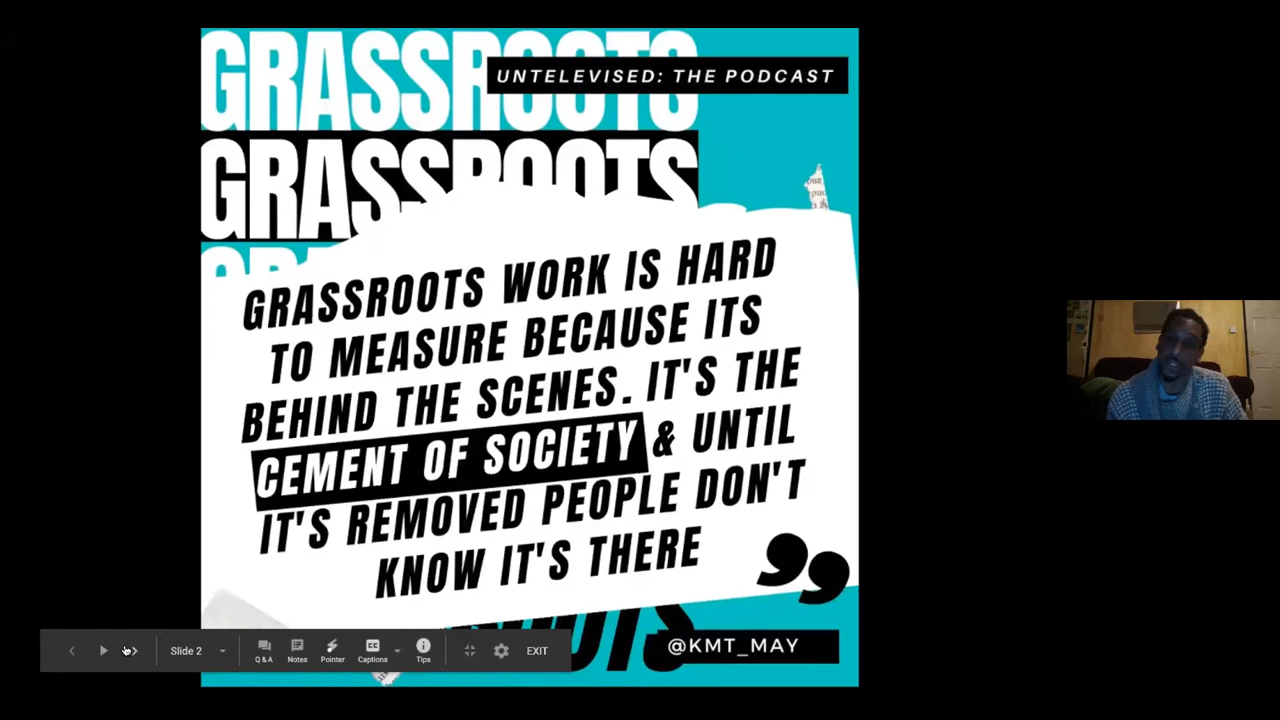 GRASSROOTS
UNTELEVISED: THE PODCAST
GRASSROOTS
GRASSROOTS WORK IS HARD
TO MEASURE BECAUSE ITS
BEHIND THE SCENES. IT'S THE
CEMENT OF SOCIETY & UNTIL
IT'S REMOVED PEOPLE DON'T
KNOW IT'S THERE
”
@KMT_MAY
Slide 2
Q & A
Notes
Pointer
CC
Captions
Tips
EXIT